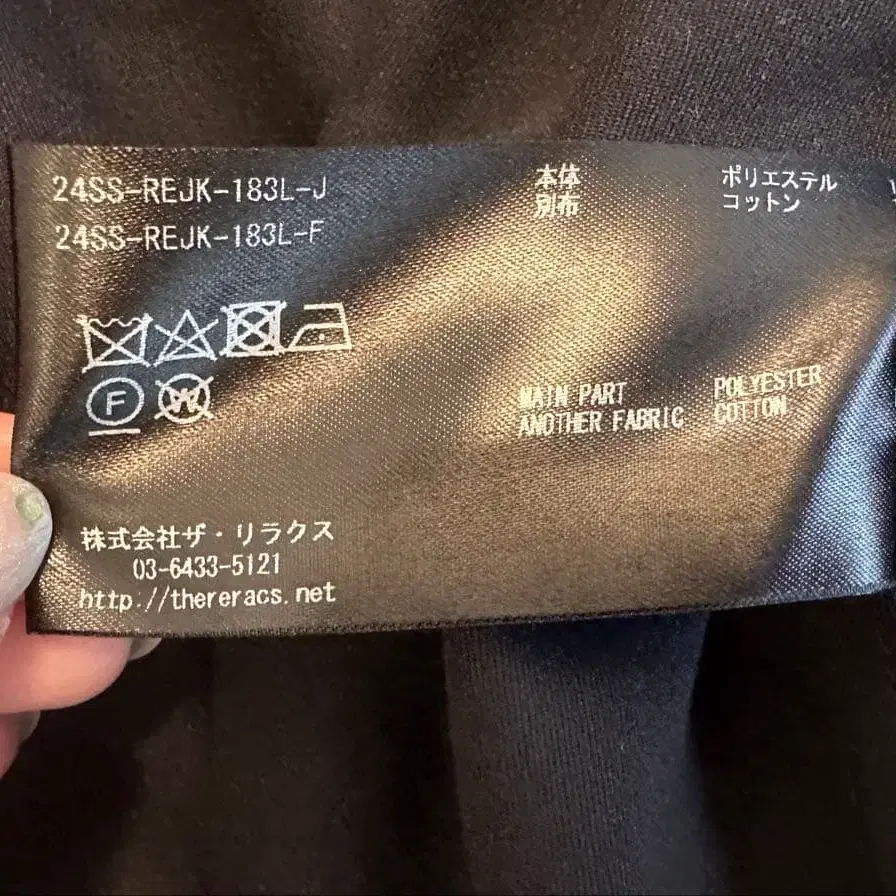 24SS-REJK-183L-J
24SS-REJK-183L-F
本体 ポリエステル
別布 コットン
F W
MAIN PART POLYESTER
ANOTHER FABRIC COTTON
株式会社ザ・リラクス
03-6433-5121
http://thereracs.net